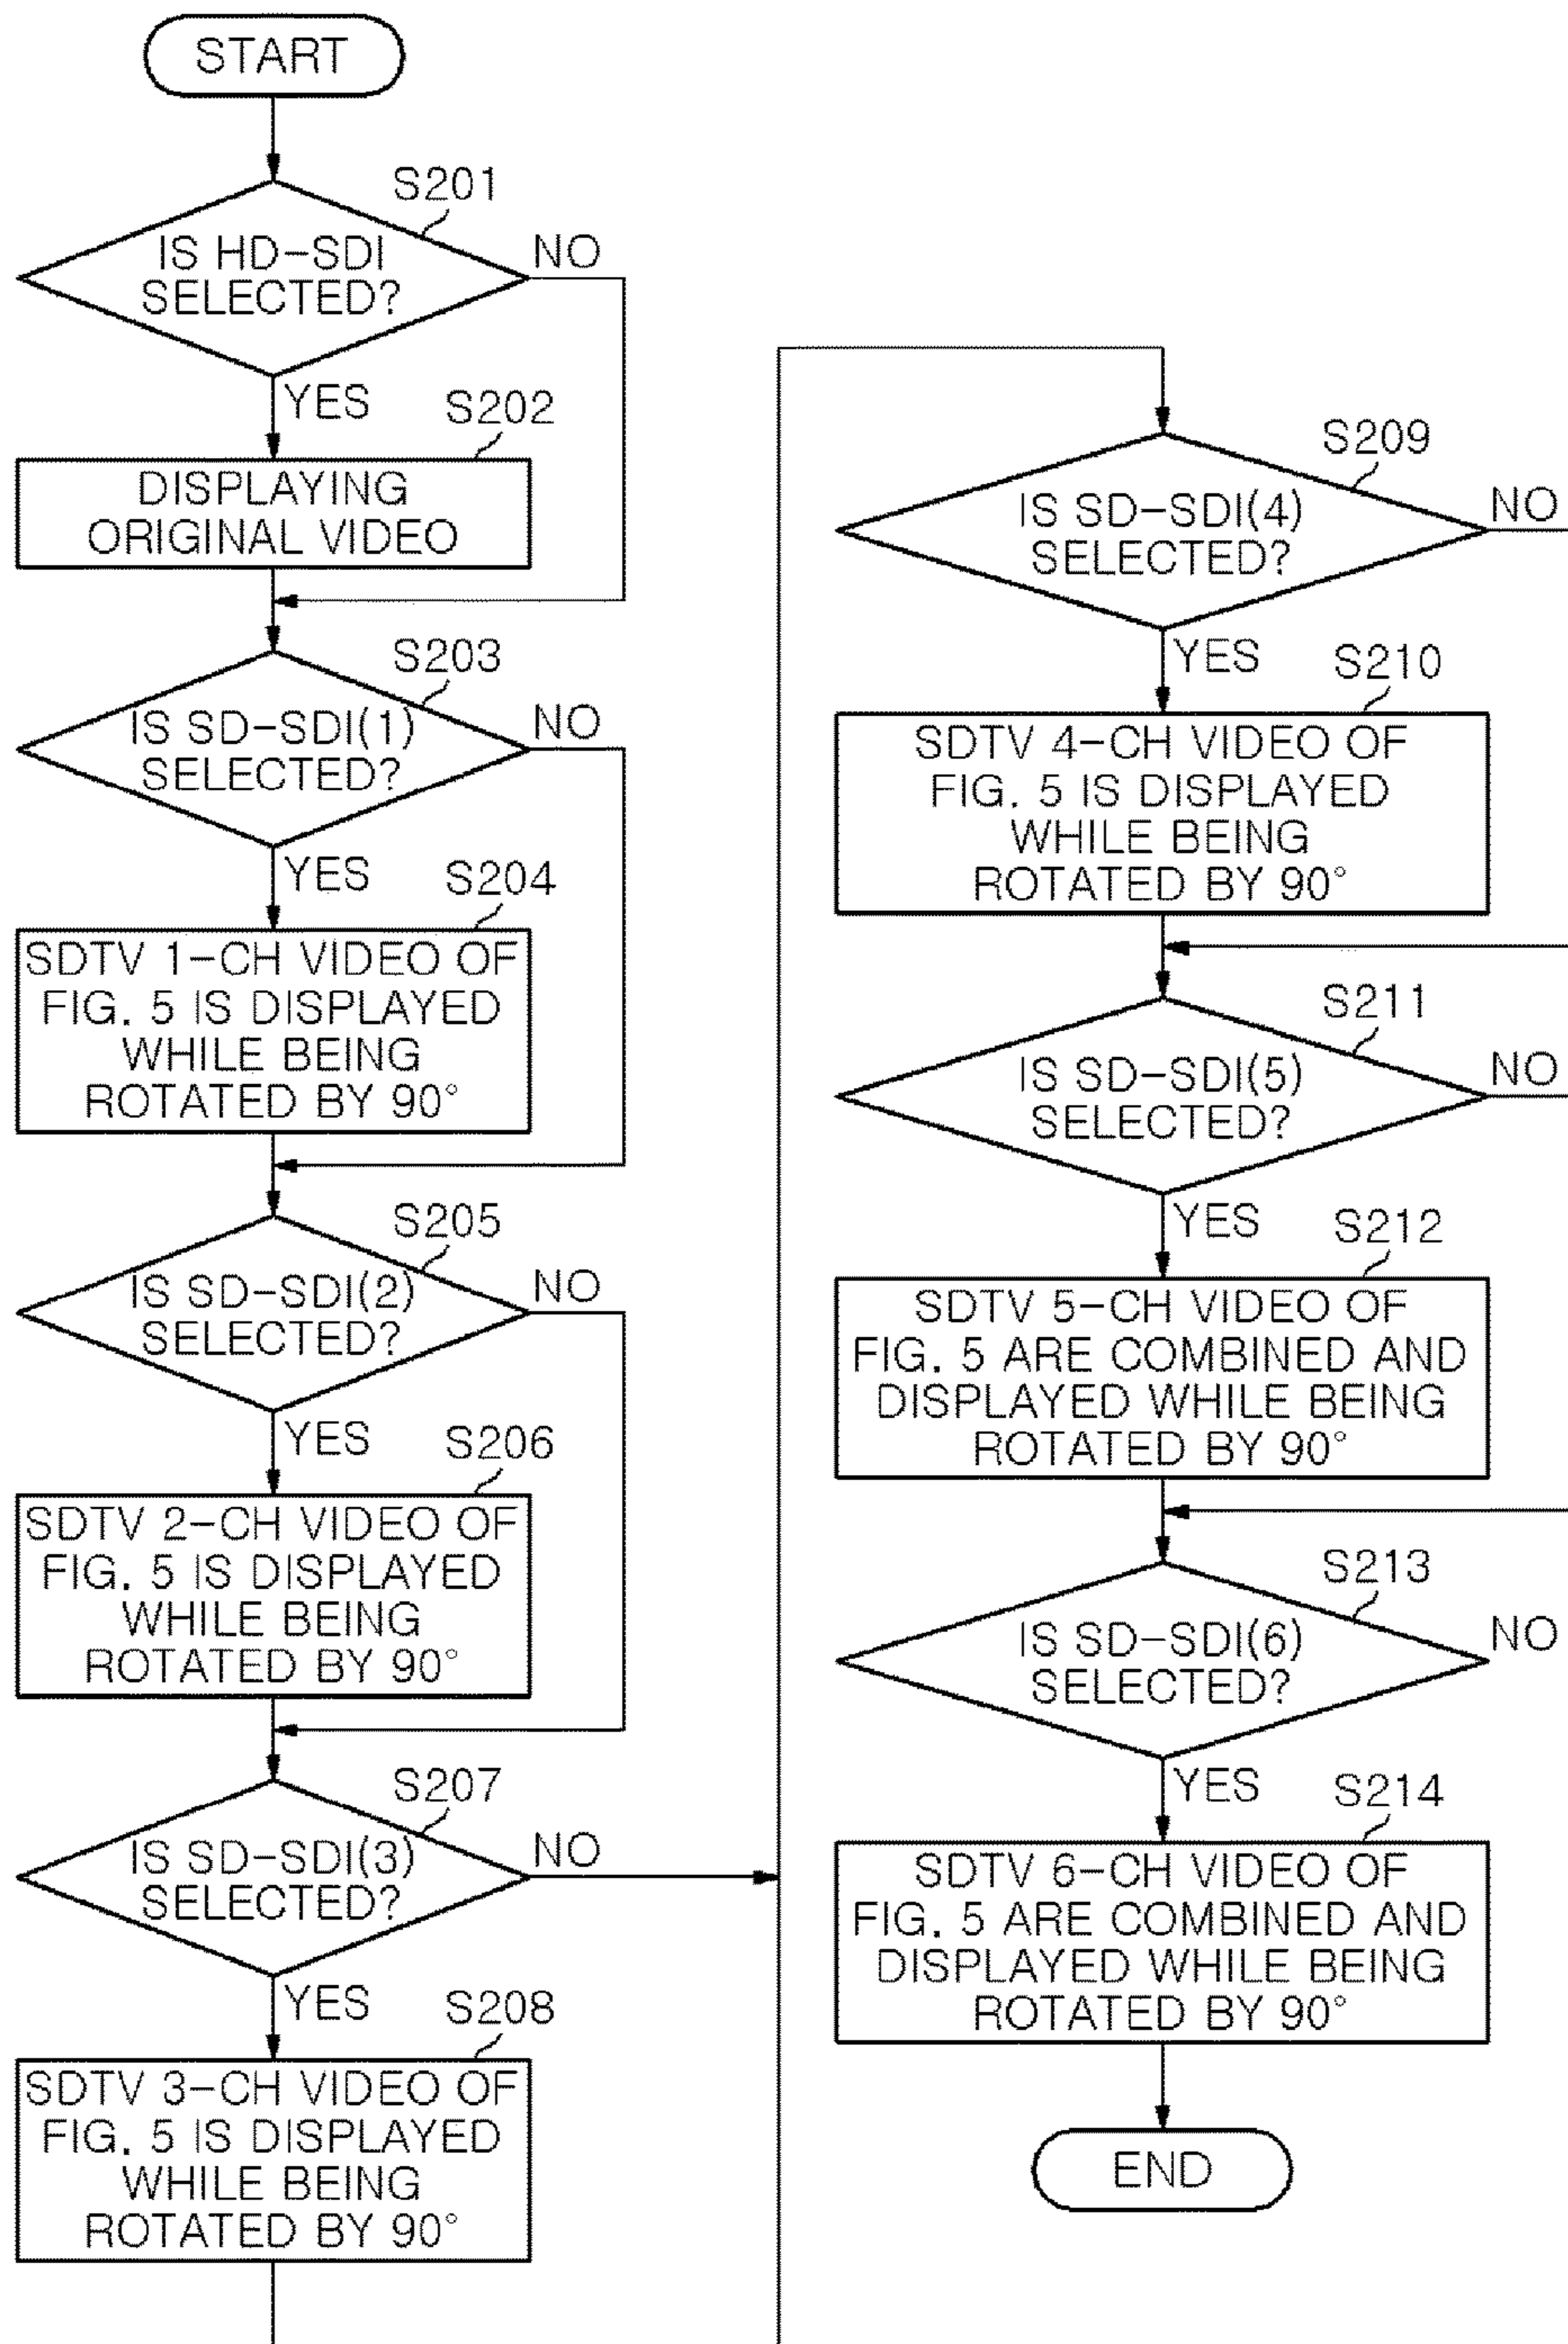 START
S201
IS HD-SDI
SELECTED?
NO
YES
S202
DISPLAYING
ORIGINAL VIDEO
S203
IS SD-SDI(1)
SELECTED?
NO
YES
S204
SDTV 1-CH VIDEO OF
FIG. 5 IS DISPLAYED
WHILE BEING
ROTATED BY 90°
S205
IS SD-SDI(2)
SELECTED?
NO
YES
S206
SDTV 2-CH VIDEO OF
FIG. 5 IS DISPLAYED
WHILE BEING
ROTATED BY 90°
S207
IS SD-SDI(3)
SELECTED?
NO
YES
S208
SDTV 3-CH VIDEO OF
FIG. 5 IS DISPLAYED
WHILE BEING
ROTATED BY 90°
S209
IS SD-SDI(4)
SELECTED?
NO
YES
S210
SDTV 4-CH VIDEO OF
FIG. 5 IS DISPLAYED
WHILE BEING
ROTATED BY 90°
S211
IS SD-SDI(5)
SELECTED?
NO
YES
S212
SDTV 5-CH VIDEO OF
FIG. 5 ARE COMBINED AND
DISPLAYED WHILE BEING
ROTATED BY 90°
S213
IS SD-SDI(6)
SELECTED?
NO
YES
S214
SDTV 6-CH VIDEO OF
FIG. 5 ARE COMBINED AND
DISPLAYED WHILE BEING
ROTATED BY 90°
END